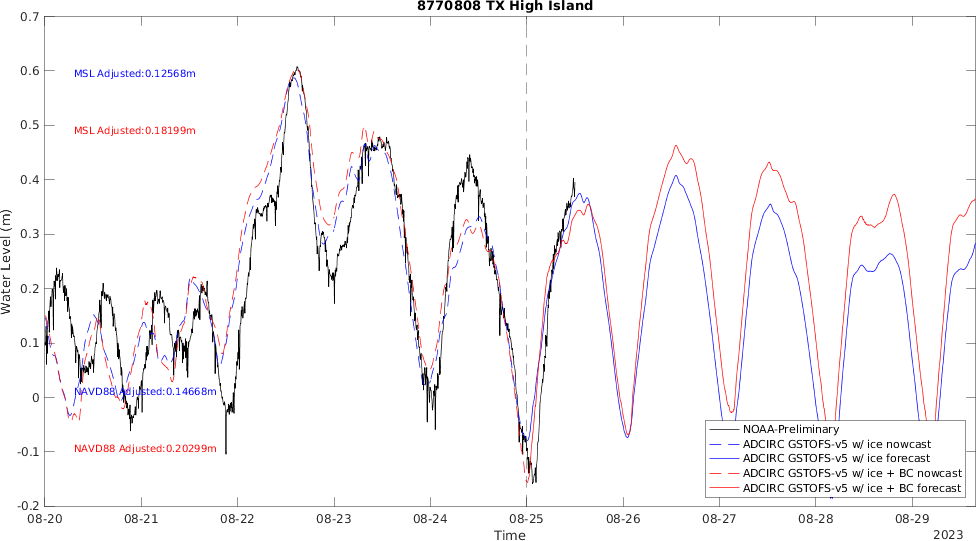 8770808 TX High Island
0.7
0.6
0.5
0.4
0.3
0.2
0.1
0
-0.1
-0.2
Water Level (m)
MSL Adjusted:0.12568m
MSL Adjusted:0.18199m
NAVD88 Adjusted:0.14668m
NAVD88 Adjusted:0.20299m
NOAA-Preliminary
ADCIRC GSTOFS-v5 w/ ice nowcast
ADCIRC GSTOFS-v5 w/ ice forecast
ADCIRC GSTOFS-v5 w/ ice + BC nowcast
ADCIRC GSTOFS-v5 w/ ice + BC forecast
08-20 08-21 08-22 08-23 08-24 08-25 08-26 08-27 08-28 08-29
Time
2023